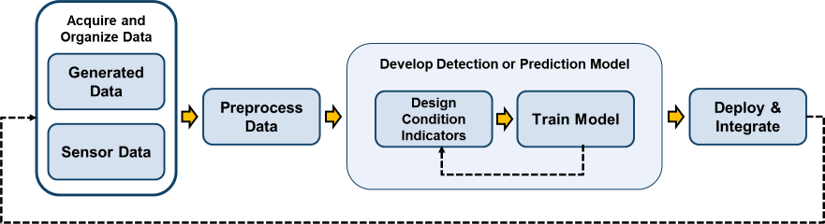 Acquire and
Organize Data
Generated
Data
Sensor Data
Preprocess
Data
Develop Detection or Prediction Model
Design
Condition
Indicators
Train Model
Deploy &
Integrate